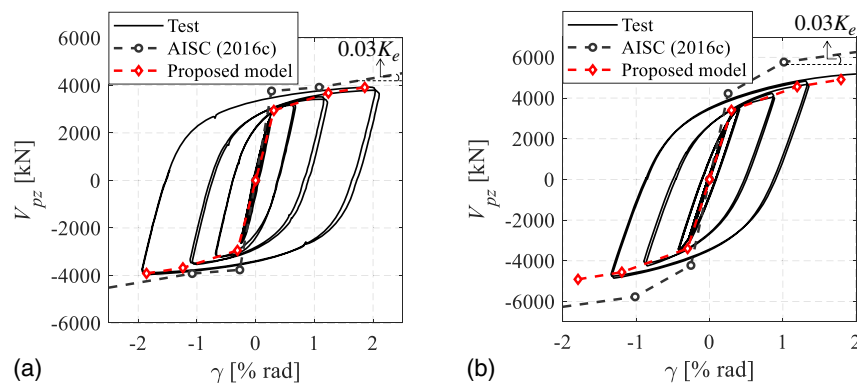 Test
AISC (2016c)
Proposed model
0.03K_e
6000
4000
2000
0
-2000
-4000
-6000
V_pz [kN]
-2 -1 0 1 2
γ [% rad]
(a)
Test
AISC (2016c)
Proposed model
0.03K_e
6000
4000
2000
0
-2000
-4000
-6000
V_pz [kN]
-2 -1 0 1 2
γ [% rad]
(b)